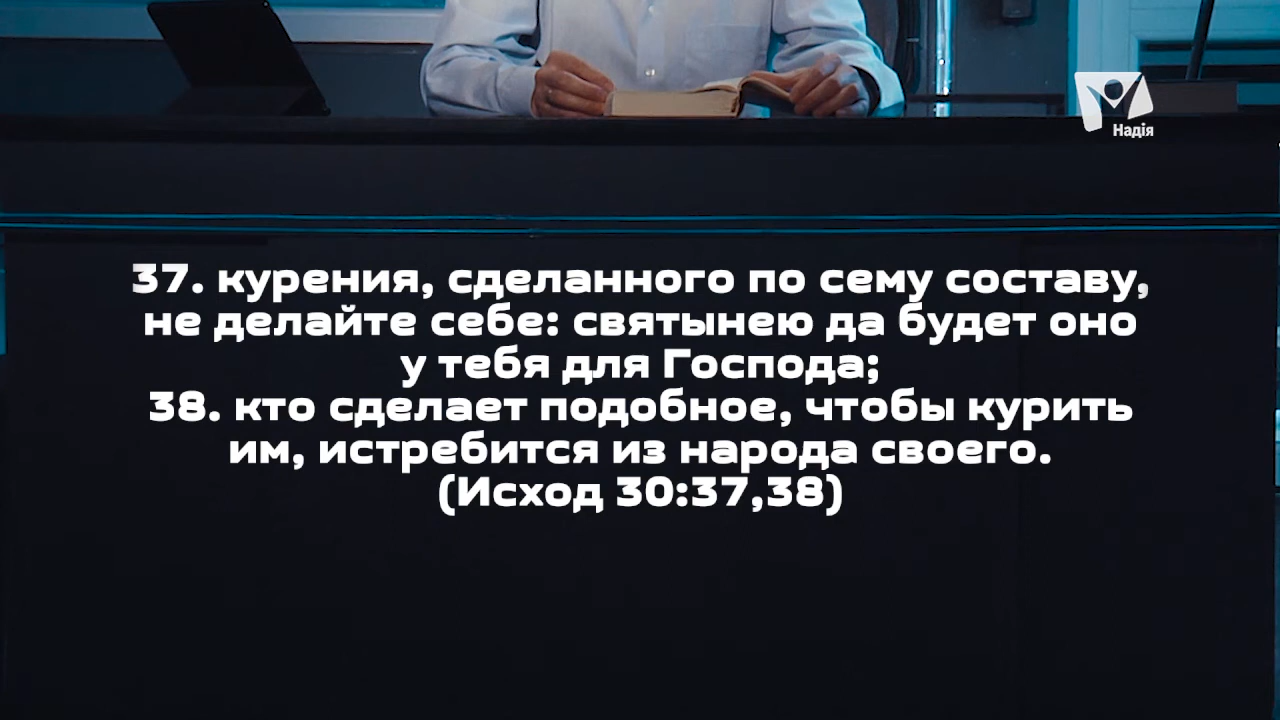 Надія
37. курения, сделанного по сему составу,
не делайте себе: святынею да будет оно
у тебя для Господа;
38. кто сделает подобное, чтобы курить
им, истребится из народа своего.
(Исход 30:37,38)